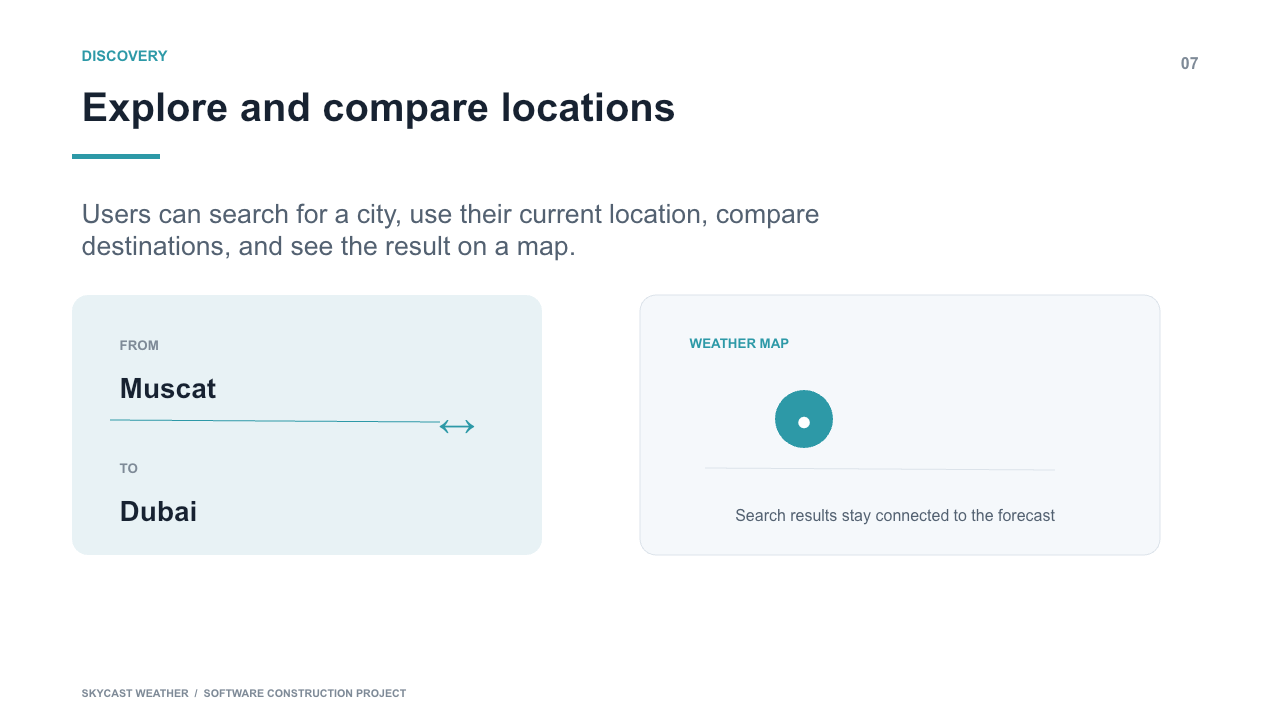 DISCOVERY
07
Explore and compare locations
Users can search for a city, use their current location, compare
destinations, and see the result on a map.
FROM
Muscat
↔
TO
Dubai
WEATHER MAP
Search results stay connected to the forecast
SKYCAST WEATHER / SOFTWARE CONSTRUCTION PROJECT